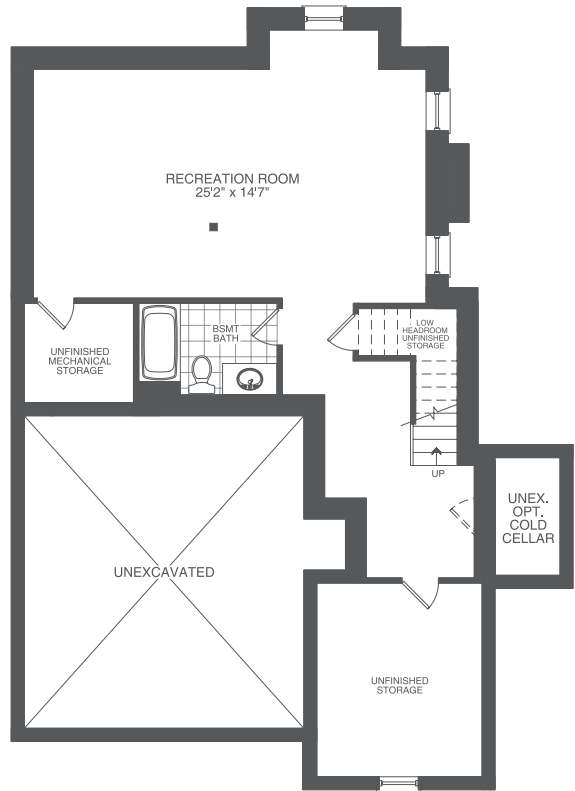 RECREATION ROOM
25'2" x 14'7"
BSMT
BATH
LOW
HEADROOM
UNFINISHED
STORAGE
UNFINISHED
MECHANICAL
STORAGE
UP
UNEX.
OPT.
COLD
CELLAR
UNEXCAVATED
UNFINISHED
STORAGE